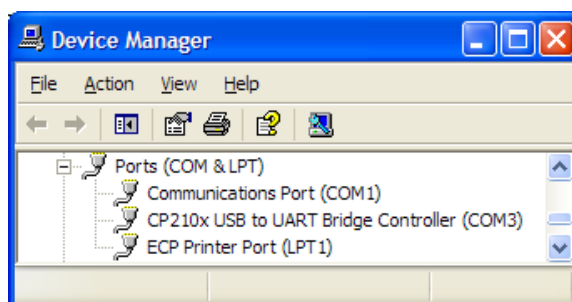 Device Manager
File Action View Help
Ports (COM & LPT)
Communications Port (COM1)
CP210x USB to UART Bridge Controller (COM3)
ECP Printer Port (LPT1)